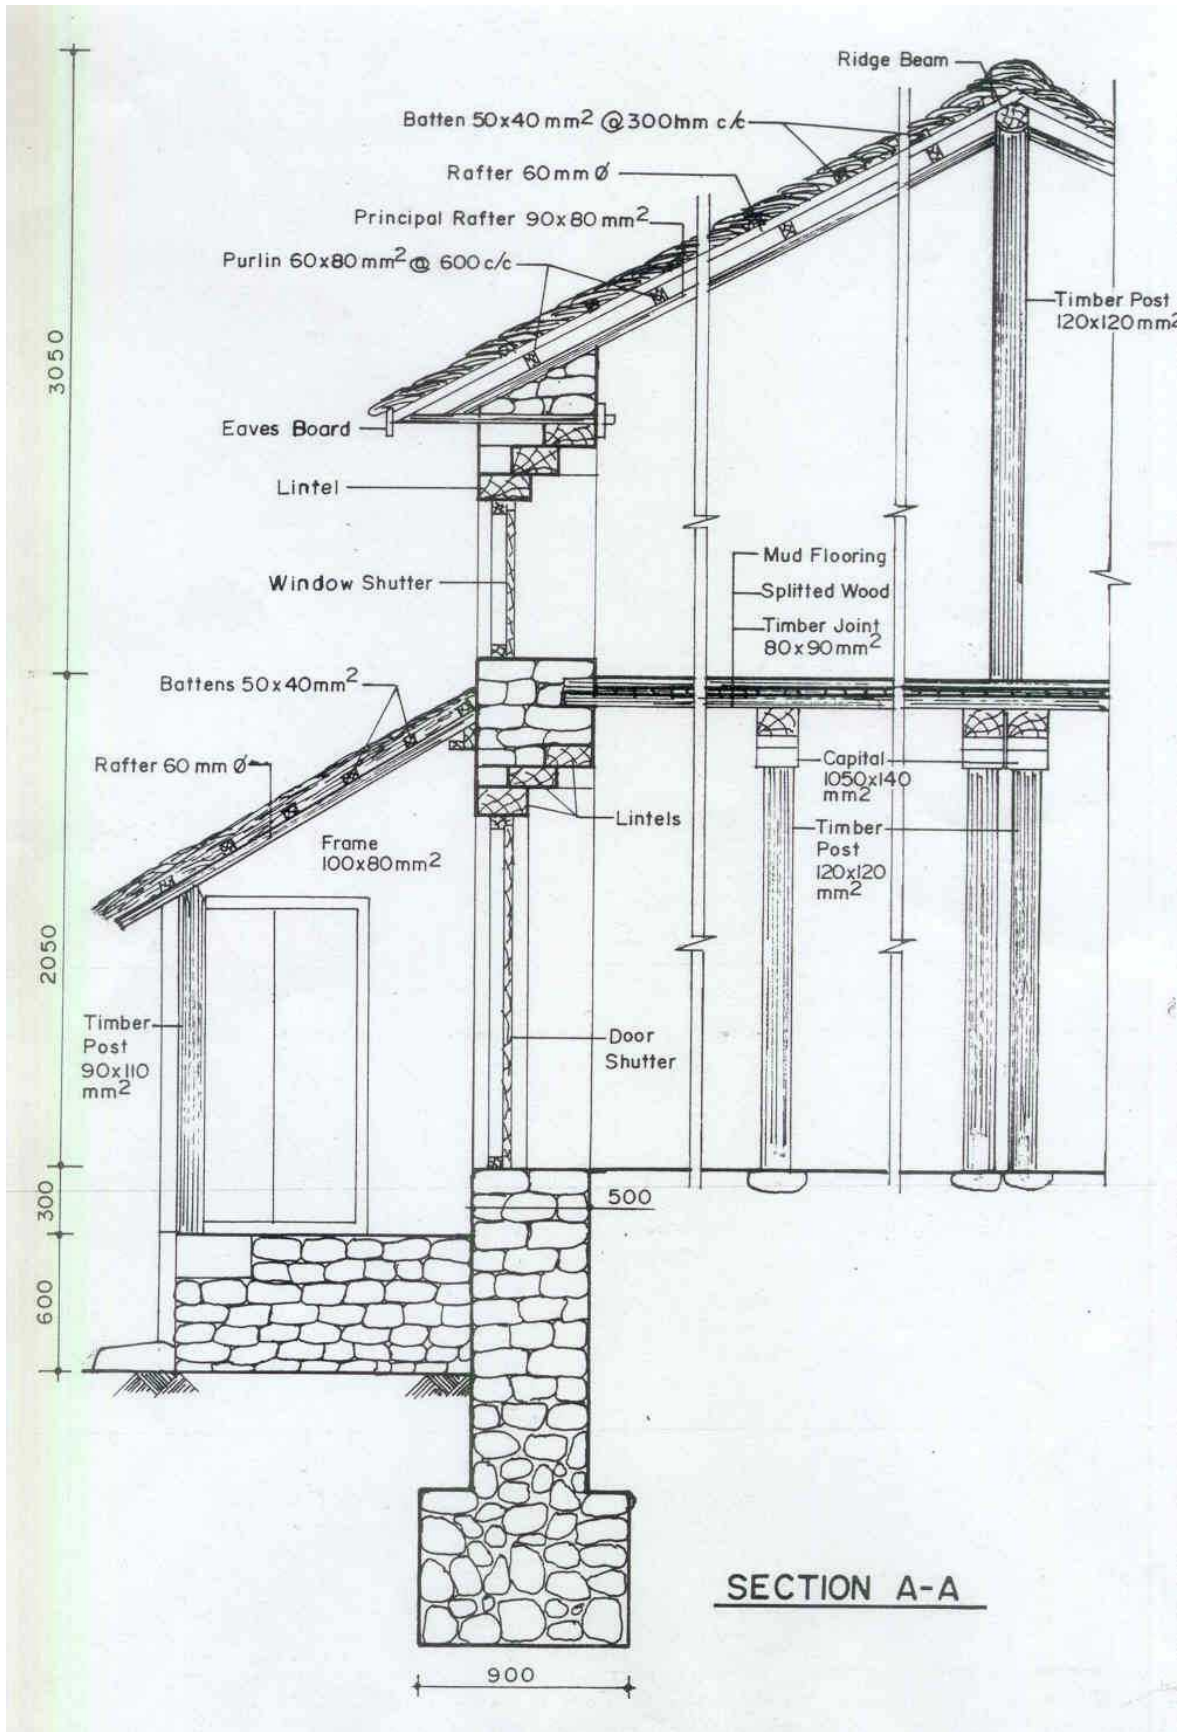 Ridge Beam
Batten 50x40 mm² @ 300mm c/c
Rafter 60 mm Ø
Principal Rafter 90x80 mm²
Purlin 60x80 mm² @ 600 c/c
Timber Post
120x120 mm²
3050
Eaves Board
Lintel
Window Shutter
Mud Flooring
Splitted Wood
Timber Joint
80x90 mm²
Battens 50x40mm²
Rafter 60 mm Ø
Capital
1050x140
mm²
Lintels
Timber
Post
120x120
mm²
Frame
100x80mm²
2050
Timber
Post
90x110
mm²
Door
Shutter
300
500
600
SECTION A-A
900